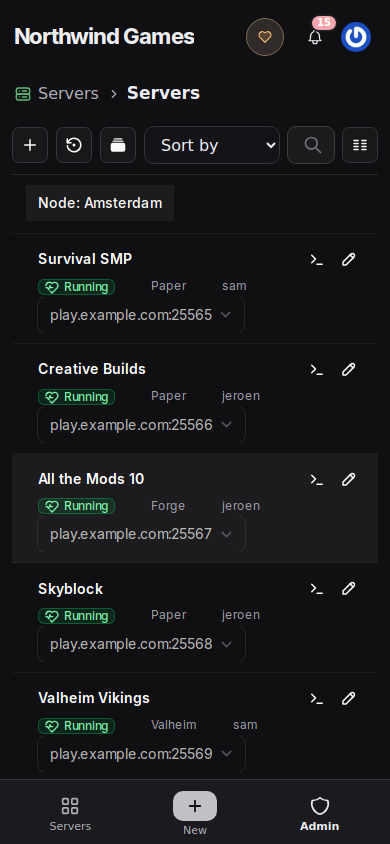 Northwind Games
15
Servers > Servers
Sort by
Node: Amsterdam
Survival SMP
Running Paper sam
play.example.com:25565
Creative Builds
Running Paper jeroen
play.example.com:25566
All the Mods 10
Running Forge jeroen
play.example.com:25567
Skyblock
Running Paper jeroen
play.example.com:25568
Valheim Vikings
Running Valheim sam
play.example.com:25569
Servers New Admin